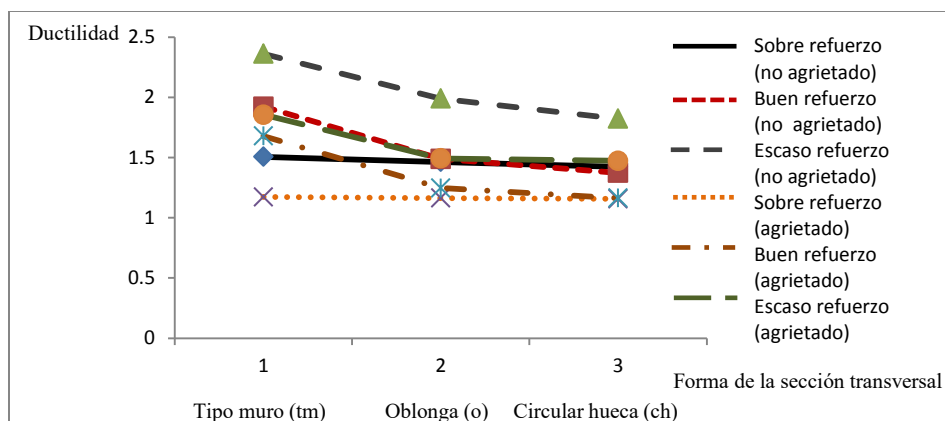 Ductilidad
2.5
2
1.5
1
0.5
0
1 2 3
Tipo muro (tm) Oblonga (o) Circular hueca (ch)
Forma de la sección transversal
Sobre refuerzo
(no agrietado)
Buen refuerzo
(no agrietado)
Escaso refuerzo
(no agrietado)
Sobre refuerzo
(agrietado)
Buen refuerzo
(agrietado)
Escaso refuerzo
(agrietado)